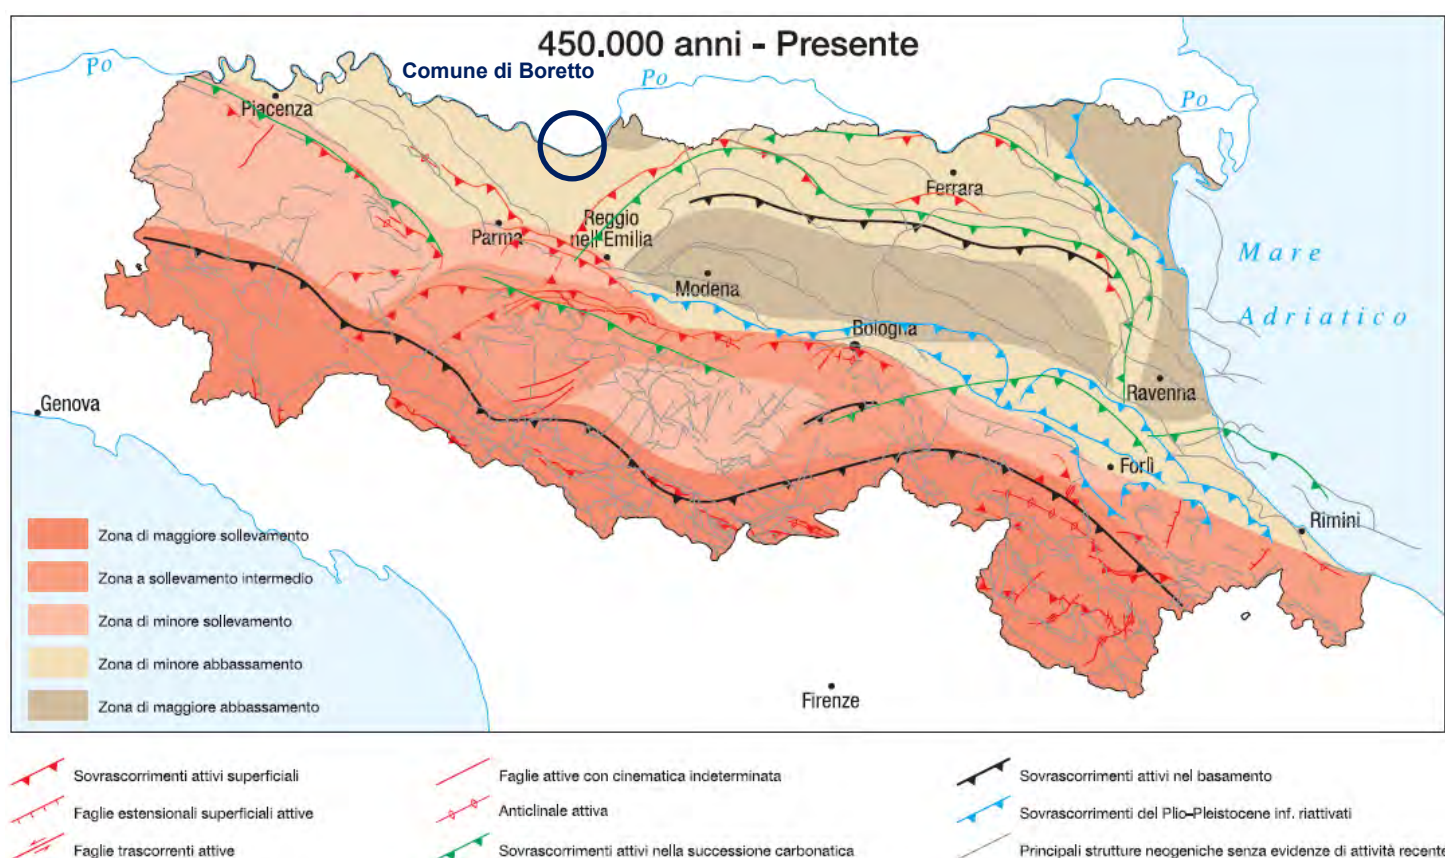 450.000 anni - Presente
Comune di Boretto
Po
Po
Po
Piacenza
Parma
Reggio
nell'Emilia
Modena
Bologna
Ferrara
Ravenna
Forlì
Rimini
Genova
Firenze
Mare
Adriatico
Zona di maggiore sollevamento
Zona a sollevamento intermedio
Zona di minore sollevamento
Zona di minore abbassamento
Zona di maggiore abbassamento
Sovrascorrimenti attivi superficiali
Faglie estensionali superficiali attive
Faglie trascorrenti attive
Faglie attive con cinematica indeterminata
Anticlinale attiva
Sovrascorrimenti attivi nella successione carbonatica
Sovrascorrimenti attivi nel basamento
Sovrascorrimenti del Plio-Pleistocene inf. riattivati
Principali strutture neogeniche senza evidenze di attività recente